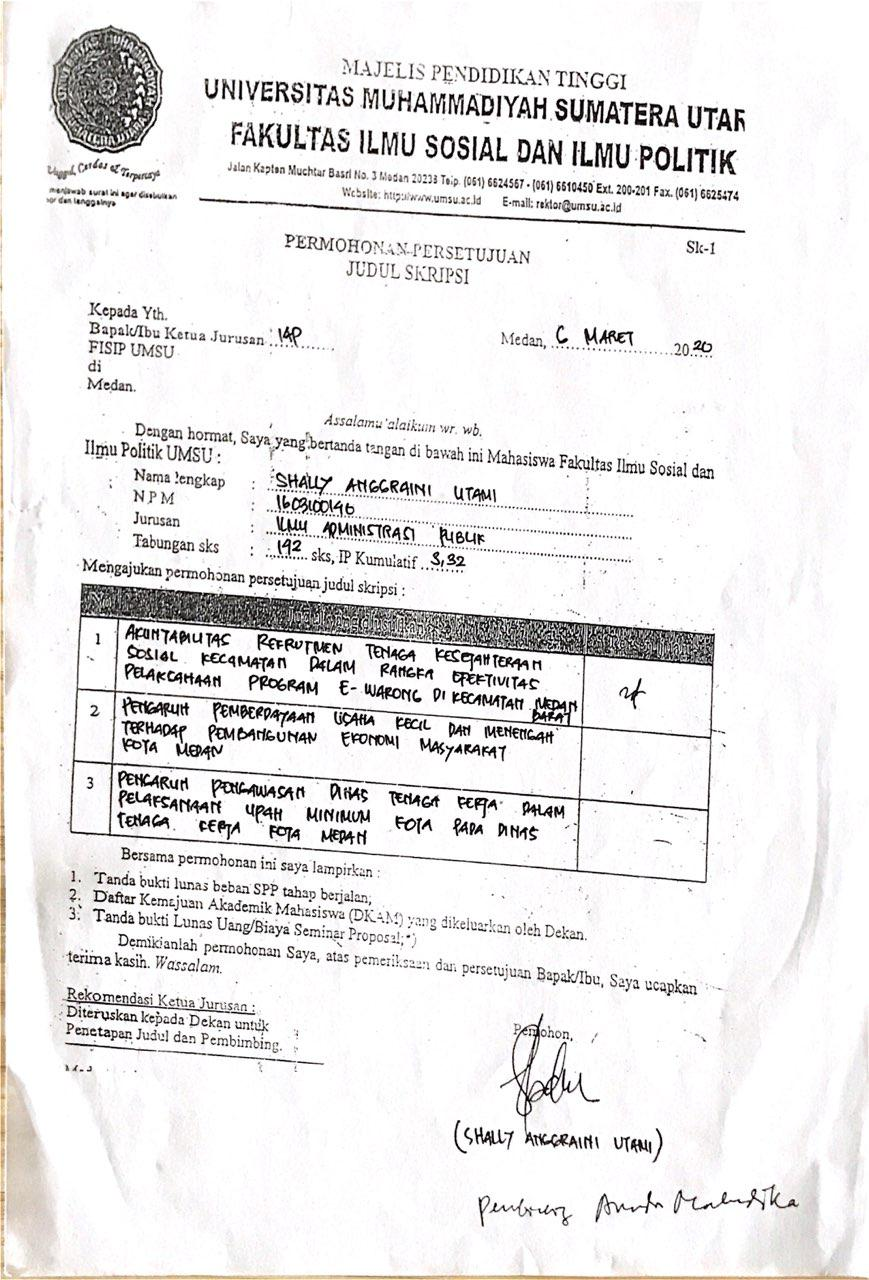 MAJELIS PENDIDIKAN TINGGI
UNIVERSITAS MUHAMMADIYAH SUMATERA UTAR
FAKULTAS ILMU SOSIAL DAN ILMU POLITIK
Jalan Kapten Muchtar Basri No. 3 Medan 20238 Telp. (061) 6624567 - (061) 6610450 Ext. 200-201 Fax. (061) 6625474
Website: http://www.umsu.ac.id E-mail: rektor@umsu.ac.id
Cerdas & Terpercaya
menjawab surat ini agar disebutkan
dan tanggalnya
Sk-1
PERMOHONAN PERSETUJUAN
JUDUL SKRIPSI
Kepada Yth.
Bapak/Ibu Ketua Jurusan : IAP
FISIP UMSU
di
Medan.
Medan, 6 MARET 2020
Assalamu'alaikum wr. wb.
Dengan hormat, Saya yang bertanda tangan di bawah ini Mahasiswa Fakultas Ilmu Sosial dan
Ilmu Politik UMSU :
Nama lengkap : SHALLY ANGGRAINI UTAMI
N P M : 1603100146
Jurusan : ILMU ADMINISTRASI PUBLIK
Tabungan sks : 142 sks, IP Kumulatif 3,32
Mengajukan permohonan persetujuan judul skripsi :
1 AKUNTABILITAS REKRUTMEN TENAGA KESEJAHTERAAN
SOSIAL KECAMATAN DALAM RANGKA EFEKTIVITAS
PELAKSANAAN PROGRAM E-WARONG DI KECAMATAN MEDAN
BARAT
2 PENGARUH PEMBERDAYAAN USAHA KECIL DAN MENENGAH
TERHADAP PEMBANGUNAN EKONOMI MASYARAKAT
KOTA MEDAN
3 PENGARUH PENGAWASAN DINAS TENAGA KERJA DALAM
PELAKSANAAN UPAH MINIMUM KOTA PADA DINAS
TENAGA KERJA KOTA MEDAN
Bersama permohonan ini saya lampirkan :
1. Tanda bukti lunas beban SPP tahap berjalan;
2. Daftar Kemajuan Akademik Mahasiswa (DKAM) yang dikeluarkan oleh Dekan.
3. Tanda bukti Lunas Uang/Biaya Seminar Proposal;*)
Demikianlah permohonan Saya, atas pemeriksaan dan persetujuan Bapak/Ibu, Saya ucapkan
terima kasih. Wassalam.
Rekomendasi Ketua Jurusan :
Diteruskan kepada Dekan untuk
Penetapan Judul dan Pembimbing.
Pemohon,
(SHALLY ANGGRAINI UTAMI)